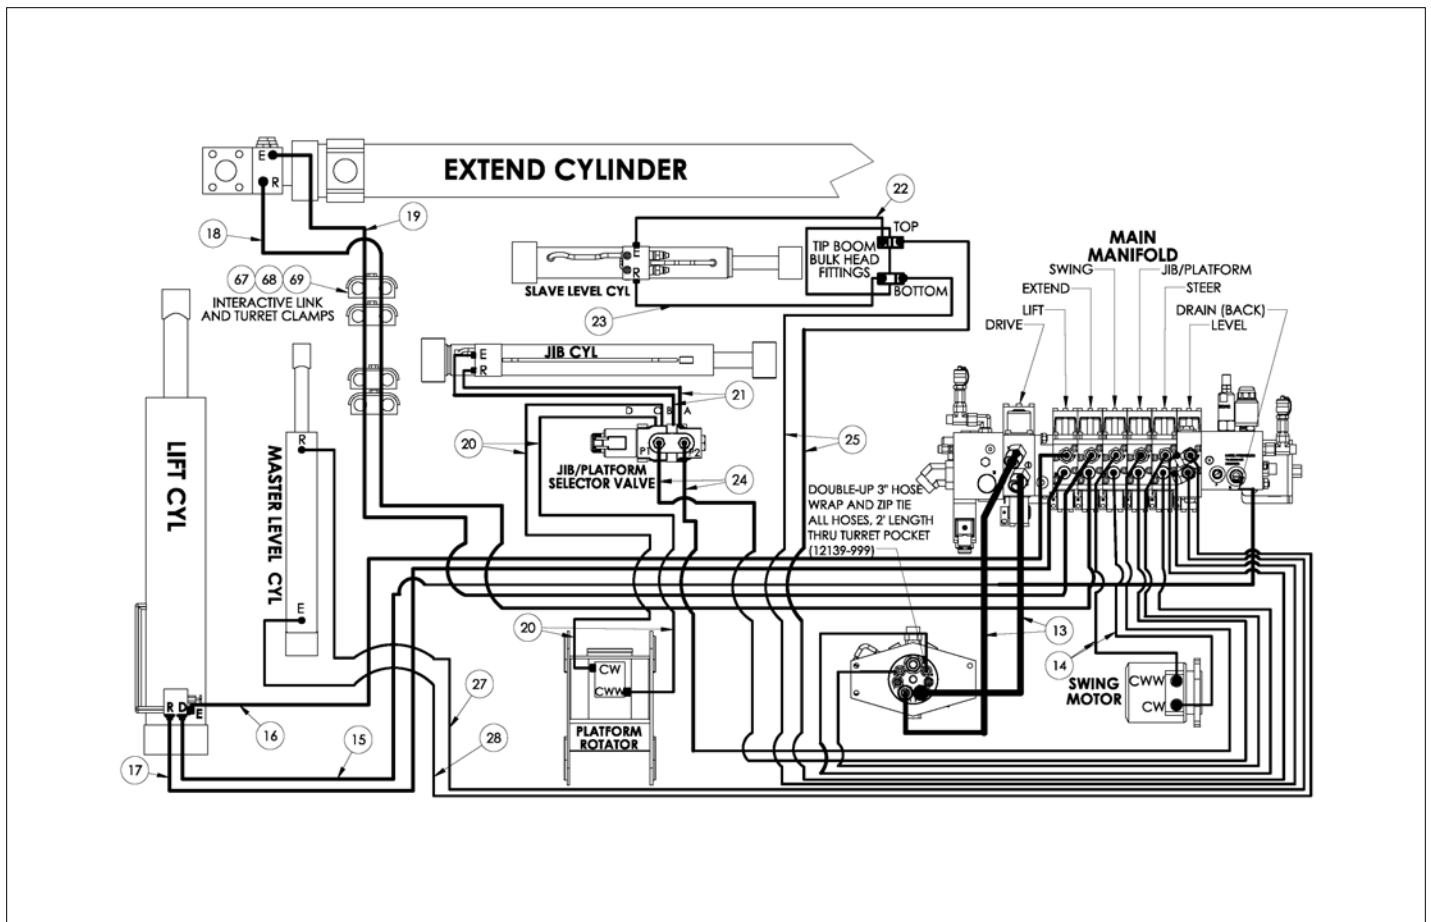 EXTEND CYLINDER
E
R
18
19
22
67 68 69
INTERACTIVE LINK
AND TURRET CLAMPS
E
R
SLAVE LEVEL CYL
TIP BOOM
BULK HEAD
FITTINGS
TOP
BOTTOM
23
MAIN
MANIFOLD
SWING
EXTEND
LIFT
DRIVE
JIB/PLATFORM
STEER
DRAIN (BACK)
LEVEL
JIB CYL
E
R
21
D C B A
20
P1
P2
JIB/PLATFORM
SELECTOR VALVE
24
25
LIFT CYL
MASTER LEVEL CYL
R
E
DOUBLE-UP 3" HOSE
WRAP AND ZIP TIE
ALL HOSES, 2' LENGTH
THRU TURRET POCKET
(12139-999)
20
CW
CWW
PLATFORM
ROTATOR
13
14
SWING
MOTOR
CWW
CW
R D
E
16
27
15
28
17